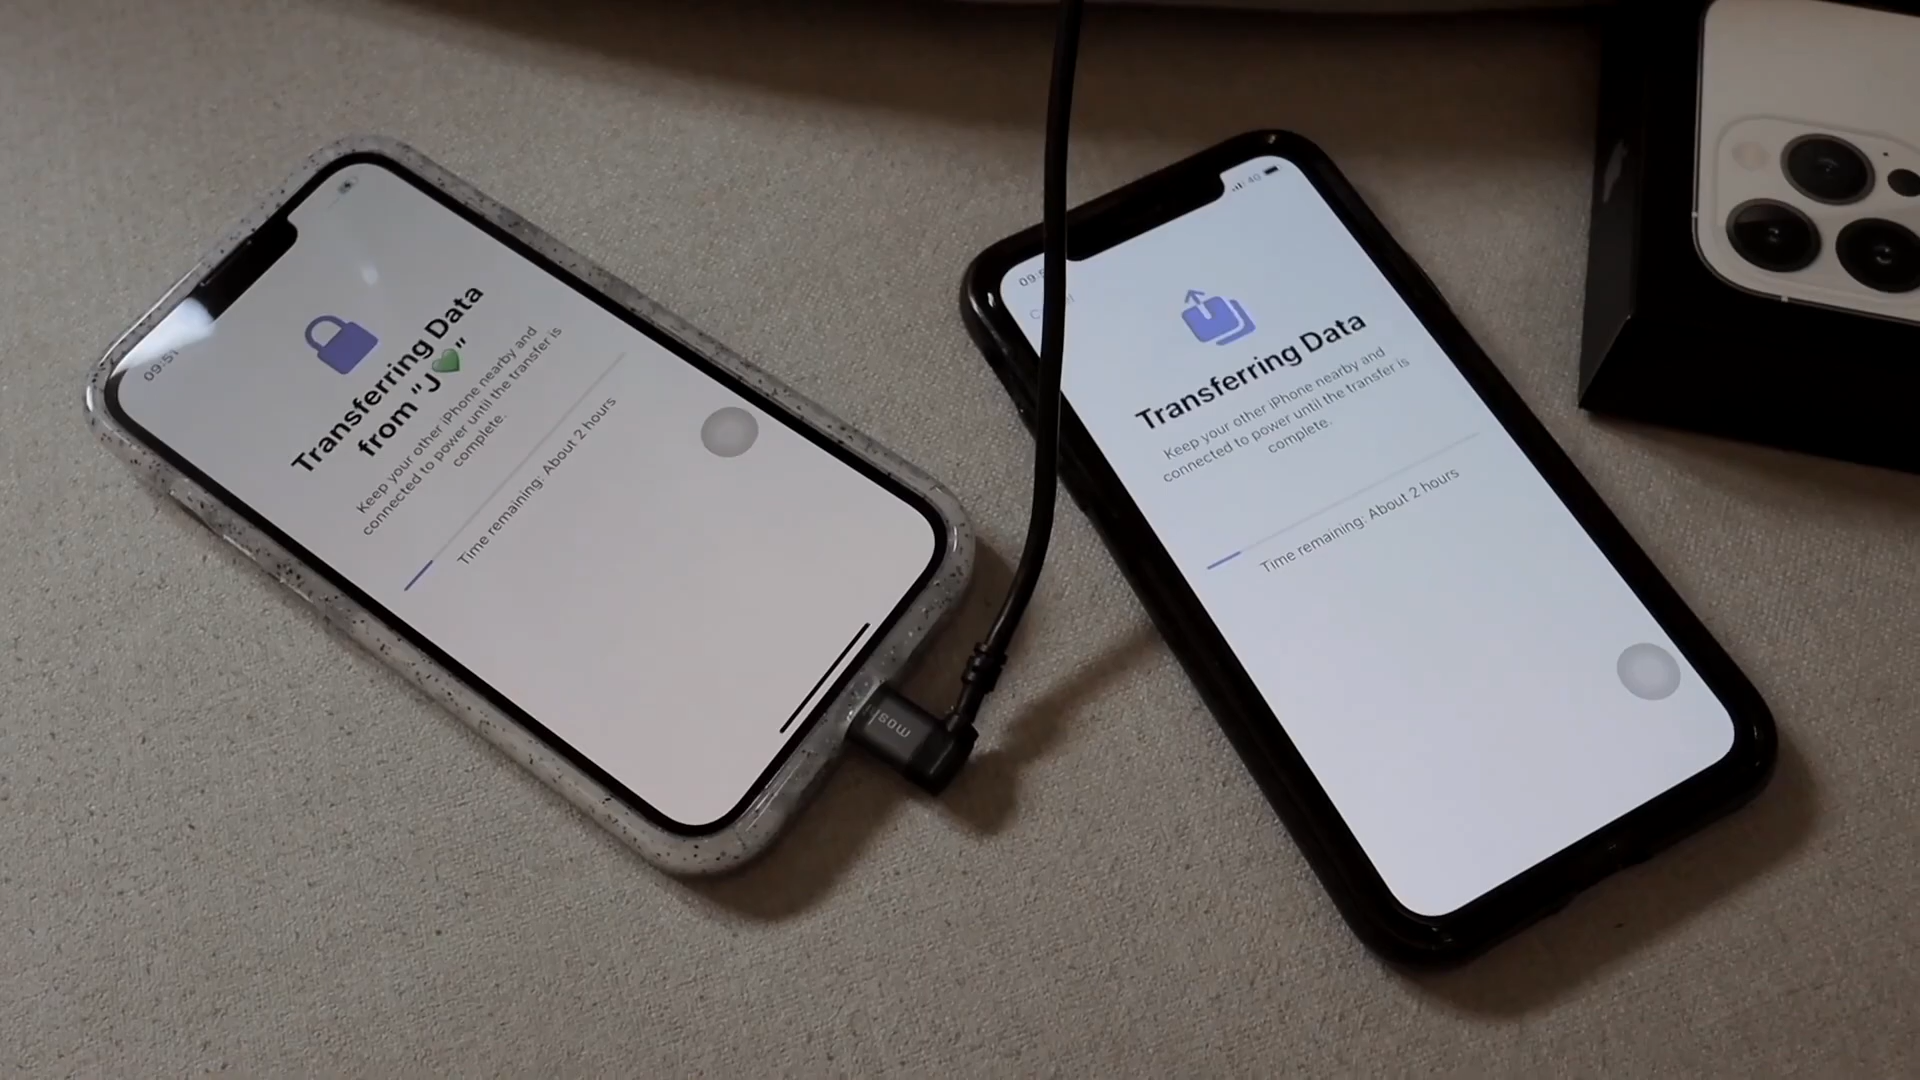 09:51
Transferring Data
from "J💚"
Keep your other iPhone nearby and
connected to power until the transfer is
complete.
Time remaining: About 2 hours
moshi
4G
Transferring Data
Keep your other iPhone nearby and
connected to power until the transfer is
complete.
Time remaining: About 2 hours